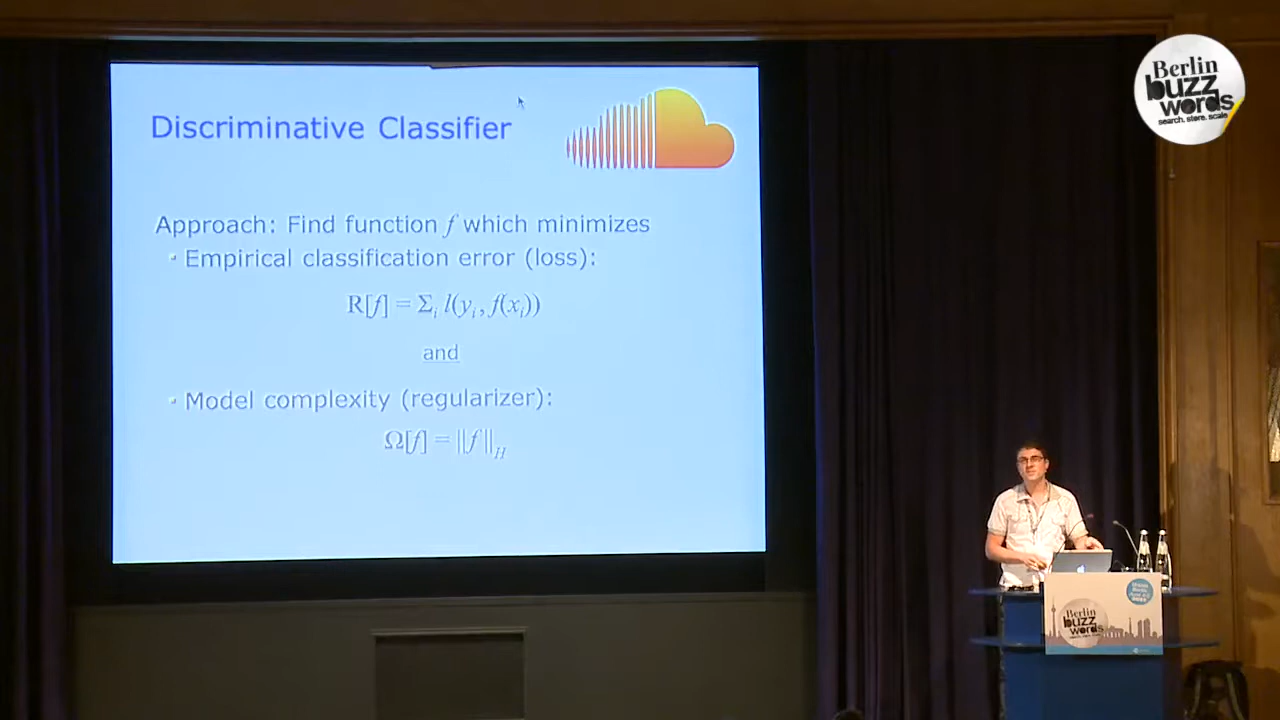 Discriminative Classifier
Approach: Find function f which minimizes
▪ Empirical classification error (loss):
R[f] = Σᵢ l(yᵢ, f(xᵢ))
and
▪ Model complexity (regularizer):
Ω[f] = ||f||_H
Berlin
buzz
words
search. store. scale
Berlin
buzz
words